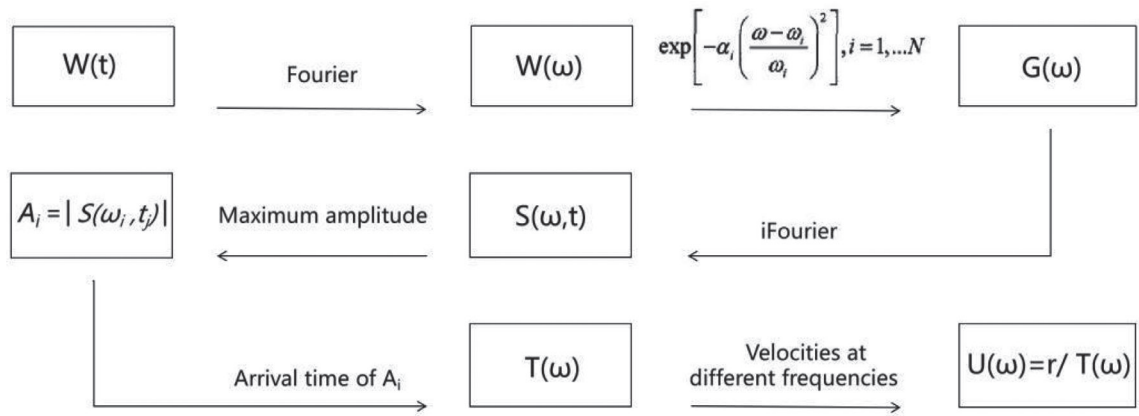 W(t)
Fourier
W(ω)
exp[−α_i((ω−ω_i)/ω_i)^2], i = 1,...N
G(ω)
A_i = | S(ω_i ,t_j)|
Maximum amplitude
S(ω,t)
iFourier
Arrival time of A_i
T(ω)
Velocities at
different frequencies
U(ω)=r/ T(ω)